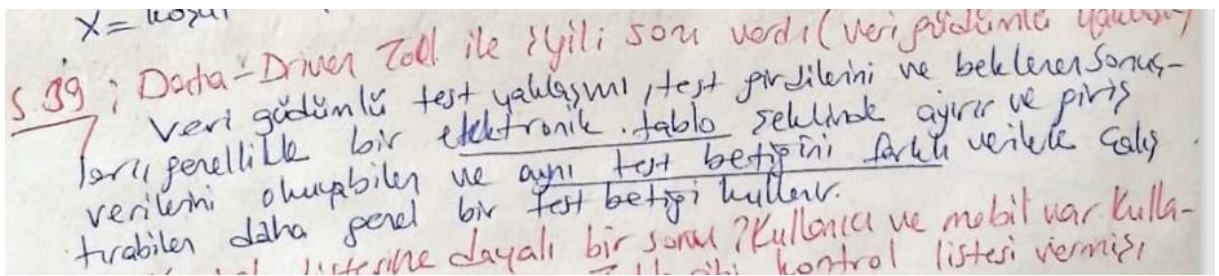 X= koşul
S 39; Data-Driven Tool ile ilgili soru vardı (veri güdümlü yaklaşım)
Veri güdümlü test yaklaşımı, test girdilerini ve beklenen sonuç-
ları genellikle bir elektronik tablo şeklinde ayırır ve giriş
verilerini okuyabilen ve aynı test betiğini farklı verilerle çalış
tırabilen daha genel bir test betiği kullanır.
listerine dayalı bir soru? Kullanıcı ve mobil var kulla-
kontrol listesi vermiş,